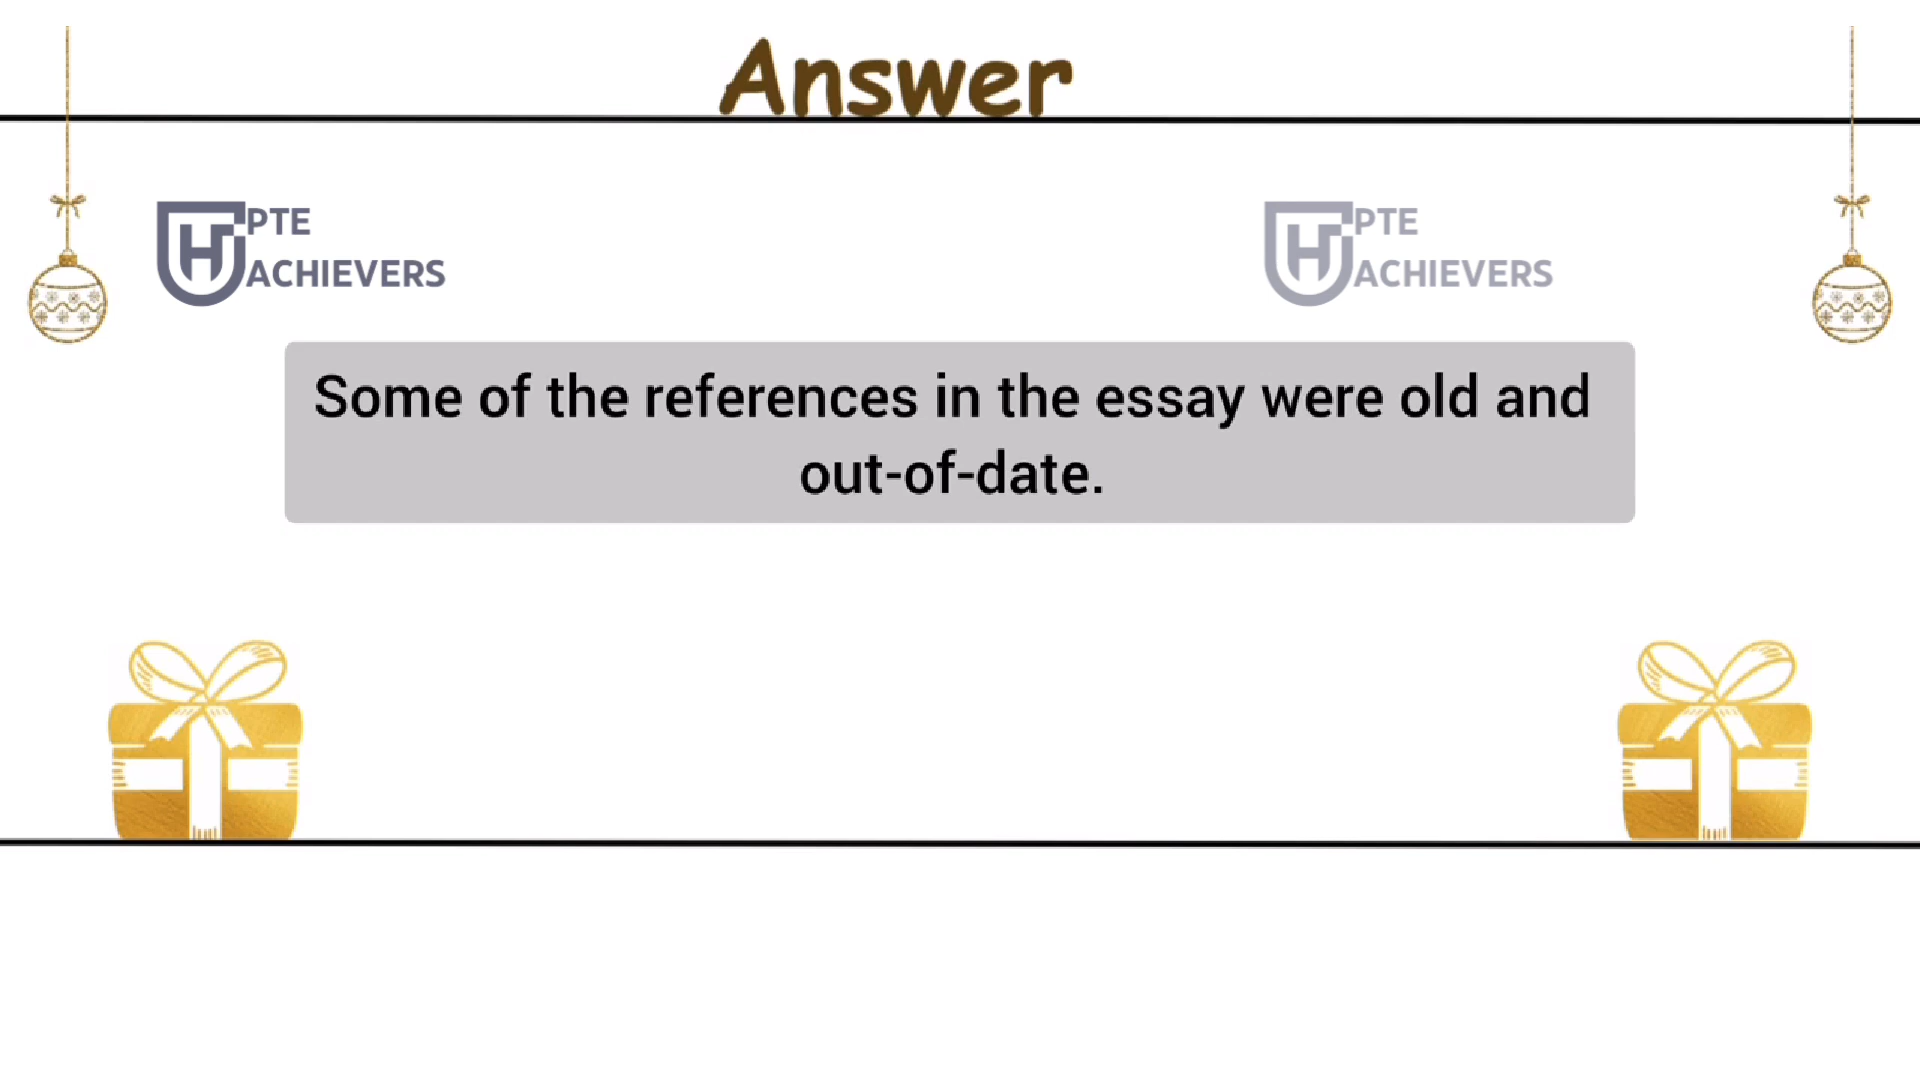 Answer
PTE
ACHIEVERS
PTE
ACHIEVERS
Some of the references in the essay were old and
out-of-date.